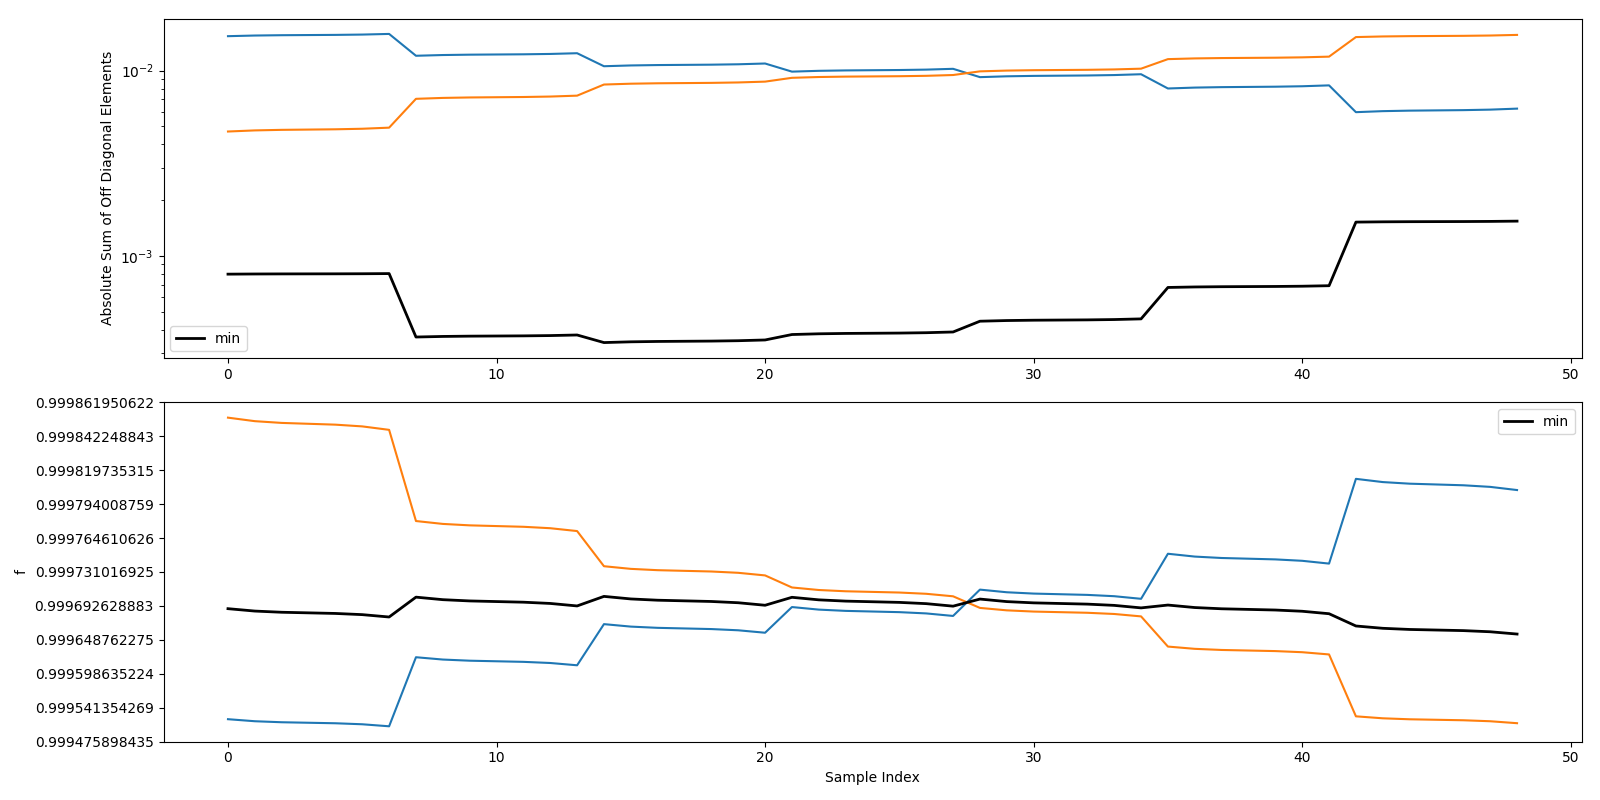 Absolute Sum of Off Diagonal Elements
10⁻²
10⁻³
min
0 10 20 30 40 50
f
0.999861950622
0.999842248843
0.999819735315
0.999794008759
0.999764610626
0.999731016925
0.999692628883
0.999648762275
0.999598635224
0.999541354269
0.999475898435
min
0 10 20 30 40 50
Sample Index